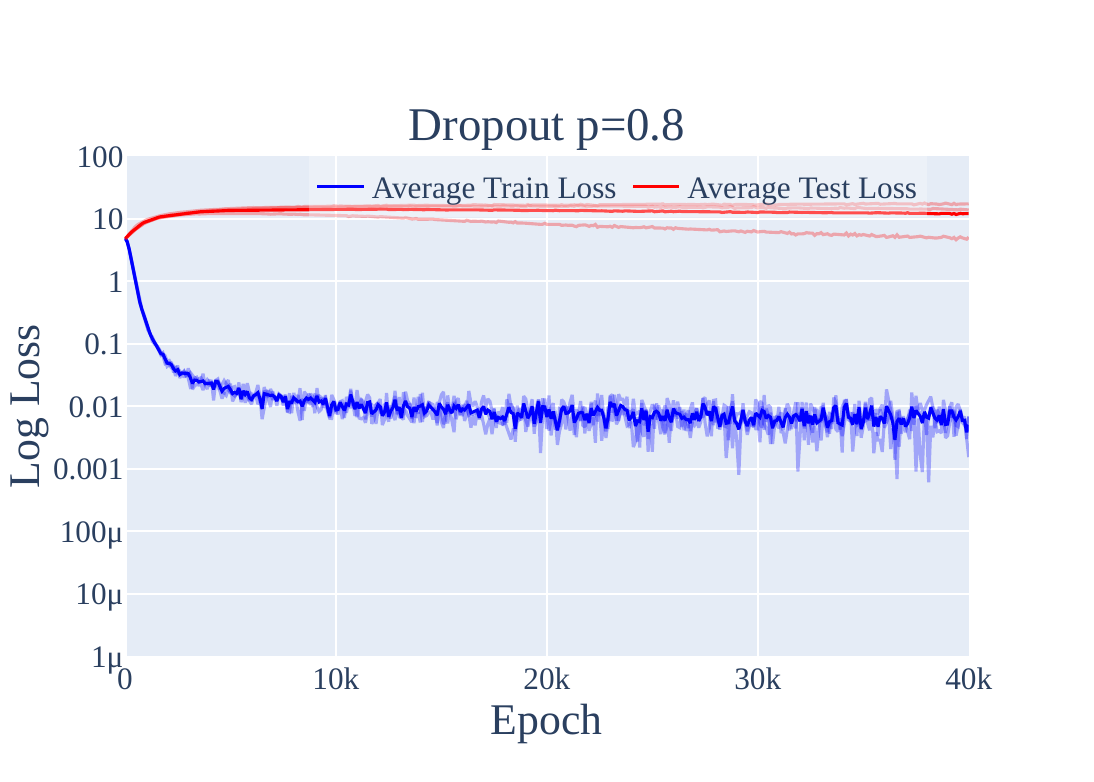 Dropout p=0.8
Average Train Loss
Average Test Loss
Log Loss
100
10
1
0.1
0.01
0.001
100μ
10μ
1μ
0
10k
20k
30k
40k
Epoch